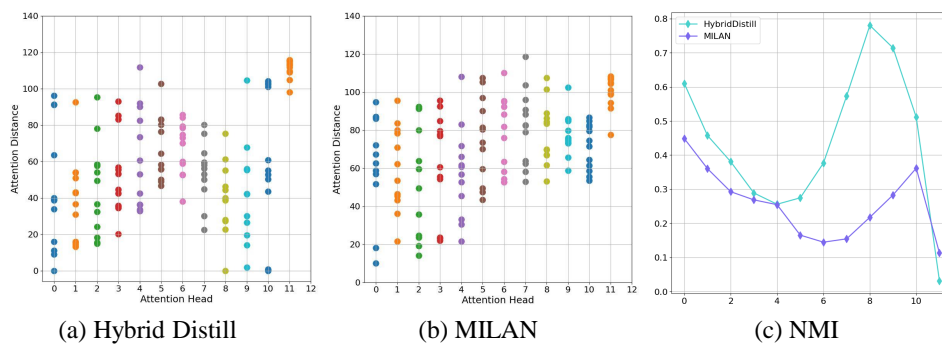 140
120
100
80
60
40
20
0
Attention Distance
0 1 2 3 4 5 6 7 8 9 10 11 12
Attention Head
(a) Hybrid Distill
140
120
100
80
60
40
20
0
Attention Distance
0 1 2 3 4 5 6 7 8 9 10 11 12
Attention Head
(b) MILAN
HybridDistill
MILAN
0.8
0.7
0.6
0.5
0.4
0.3
0.2
0.1
0.0
0 2 4 6 8 10
(c) NMI